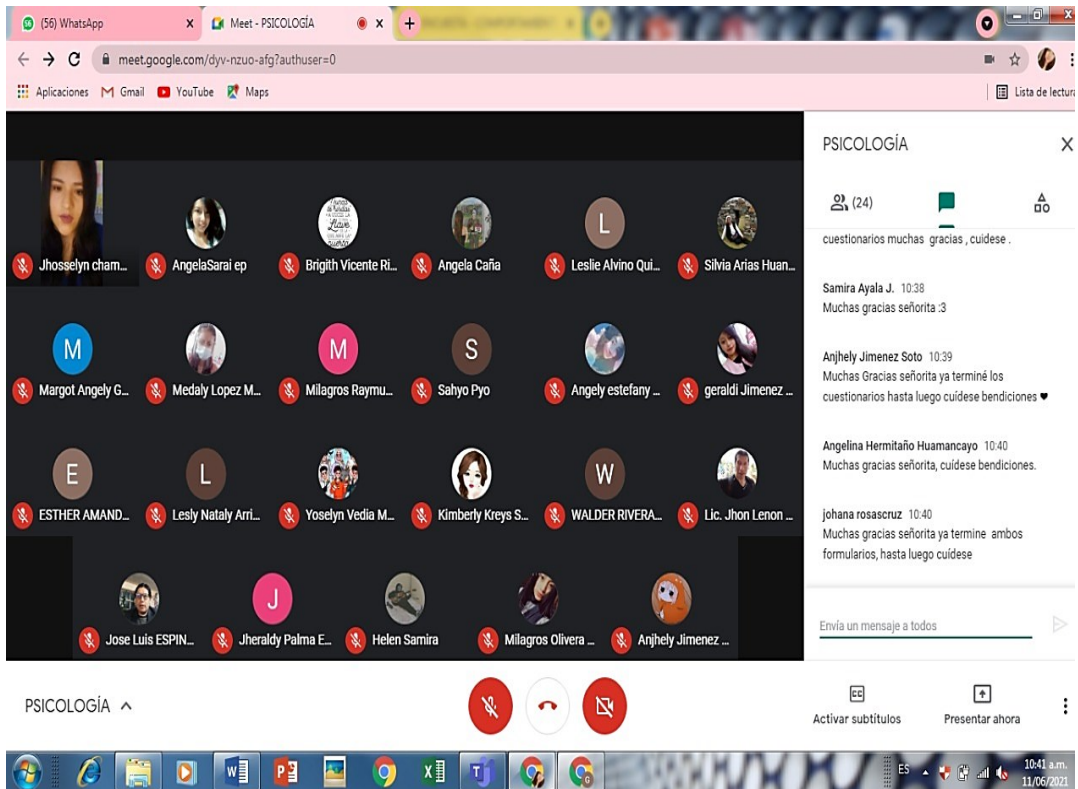 (56) WhatsApp
Meet - PSICOLOGÍA
meet.google.com/dyv-nzuo-afg?authuser=0
Aplicaciones
Gmail
YouTube
Maps
Lista de lectura
Jhosselyn cham...
AngelaSarai ep
Brigith Vicente Ri...
Angela Caña
L
Leslie Alvino Qui...
Silvia Arias Huan...
M
Margot Angely G...
Medaly Lopez M...
M
Milagros Raymu...
S
Sahyo Pyo
Angely estefany ...
geraldi Jimenez ...
E
ESTHER AMAND...
L
Lesly Nataly Arri...
Yoselyn Vedia M...
Kimberly Kreys S...
W
WALDER RIVERA...
Lic. Jhon Lenon ...
Jose Luis ESPIN...
J
Jheraldy Palma E...
Helen Samira
Milagros Olivera ...
Anjhely Jimenez ...
PSICOLOGÍA
(24)
cuestionarios muchas gracias , cuidese .
Samira Ayala J. 10:38
Muchas gracias señorita :3
Anjhely Jimenez Soto 10:39
Muchas Gracias señorita ya terminé los
cuestionarios hasta luego cuídese bendiciones ♥
Angelina Hermitaño Huamancayo 10:40
Muchas gracias señorita, cuídese bendiciones.
johana rosascruz 10:40
Muchas gracias señorita ya termine ambos
formularios, hasta luego cuídese
Envía un mensaje a todos
PSICOLOGÍA
Activar subtítulos
Presentar ahora
ES
10:41 a.m.
11/06/2021